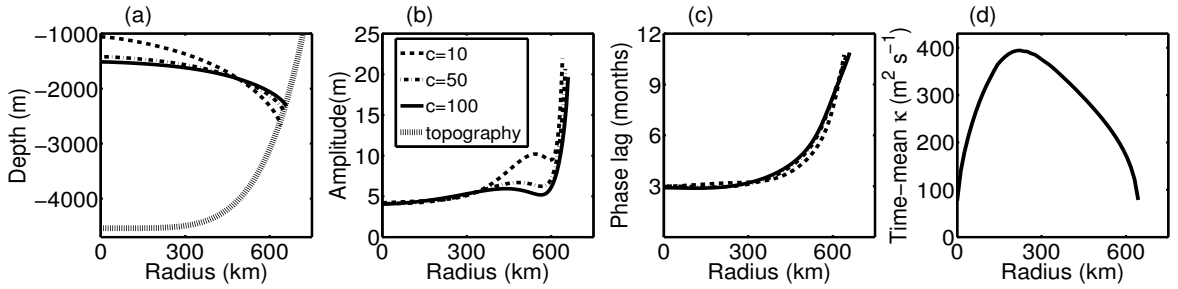 (a)
−1000
−2000
−3000
−4000
Depth (m)
0
300
600
Radius (km)
(b)
25
20
15
10
5
0
Amplitude(m)
c=10
c=50
c=100
topography
0
300
600
Radius (km)
(c)
12
9
6
3
Phase lag (months)
0
300
600
Radius (km)
(d)
400
300
200
100
0
Time−mean κ (m² s⁻¹)
0
300
600
Radius (km)